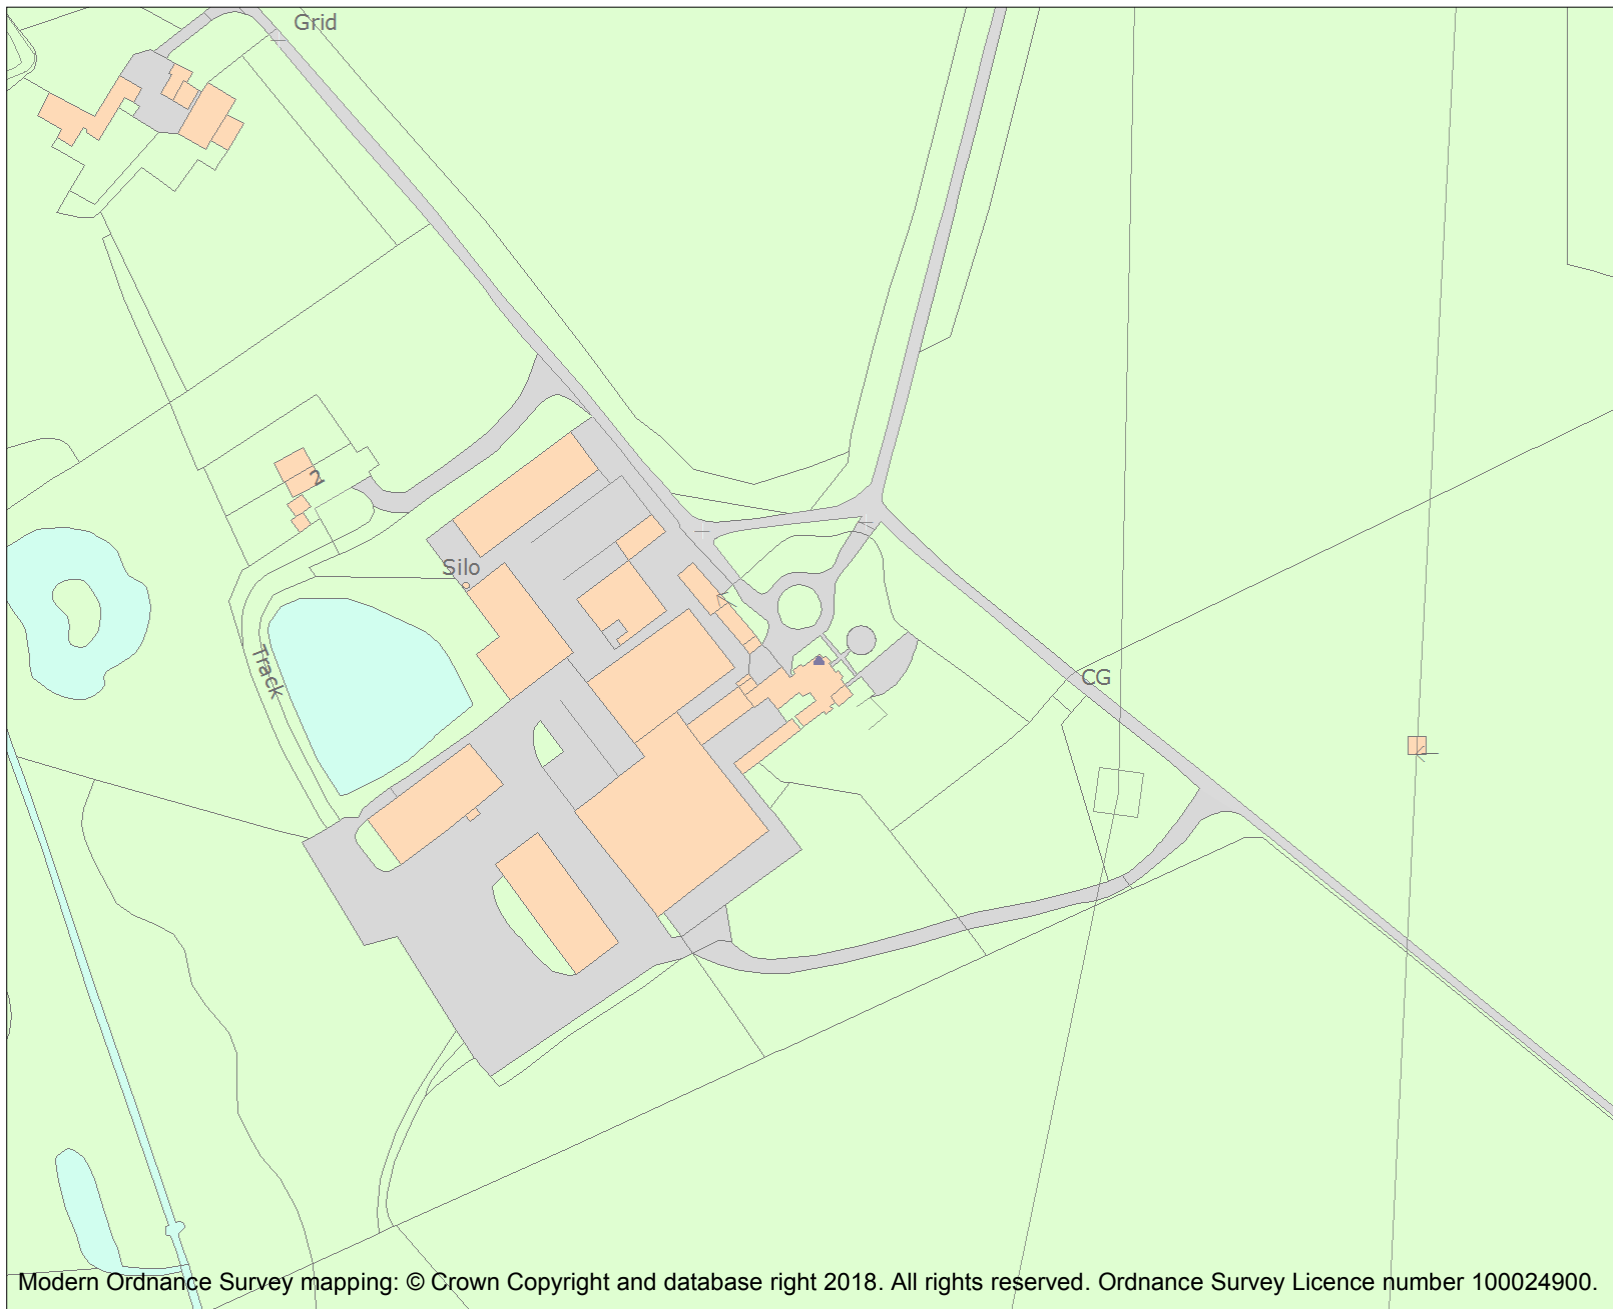 Grid
2
Silo
Track
CG
Modern Ordnance Survey mapping: © Crown Copyright and database right 2018. All rights reserved. Ordnance Survey Licence number 100024900.